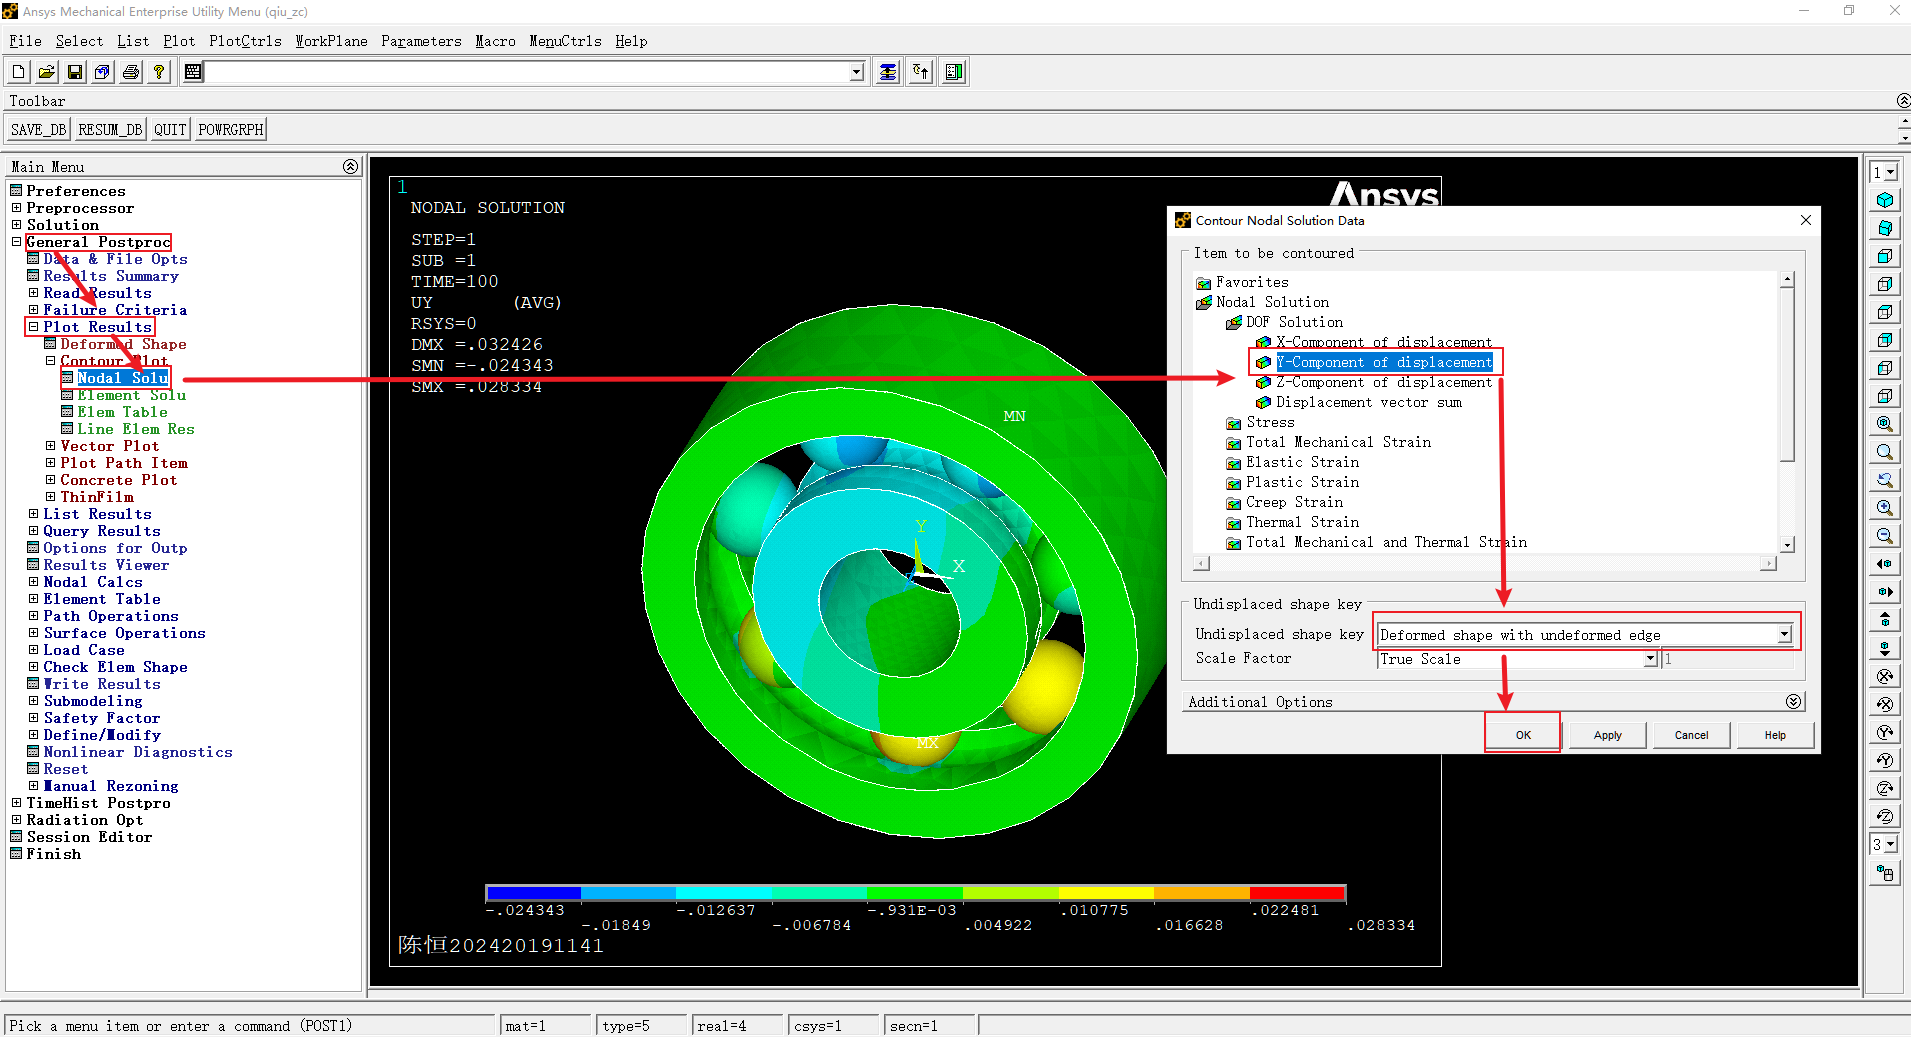 Ansys Mechanical Enterprise Utility Menu (qiu_zc)
File Select List Plot PlotCtrls WorkPlane Parameters Macro MenuCtrls Help
Toolbar
SAVE_DB RESUM_DB QUIT POWRGRPH
Main Menu
Preferences
Preprocessor
Solution
General Postproc
Data & File Opts
Results Summary
Read Results
Failure Criteria
Plot Results
Deformed Shape
Contour Plot
Nodal Solu
Element Solu
Elem Table
Line Elem Res
Vector Plot
Plot Path Item
Concrete Plot
ThinFilm
List Results
Query Results
Options for Outp
Results Viewer
Nodal Calcs
Element Table
Path Operations
Surface Operations
Load Case
Check Elem Shape
Write Results
Submodeling
Safety Factor
Define/Modify
Nonlinear Diagnostics
Reset
Manual Rezoning
TimeHist Postpro
Radiation Opt
Session Editor
Finish
1
NODAL SOLUTION
STEP=1
SUB =1
TIME=100
UY (AVG)
RSYS=0
DMX =.032426
SMN =-.024343
SMX =.028334
Ansys
MN
Y
X
Z
MX
-.024343
-.01849
-.012637
-.006784
-.931E-03
.004922
.010775
.016628
.022481
.028334
陈恒202420191141
Contour Nodal Solution Data
Item to be contoured
Favorites
Nodal Solution
DOF Solution
X-Component of displacement
Y-Component of displacement
Z-Component of displacement
Displacement vector sum
Stress
Total Mechanical Strain
Elastic Strain
Plastic Strain
Creep Strain
Thermal Strain
Total Mechanical and Thermal Strain
Undisplaced shape key
Undisplaced shape key Deformed shape with undeformed edge
Scale Factor True Scale 1
Additional Options
OK Apply Cancel Help
1
3
Pick a menu item or enter a command (POST1) mat=1 type=5 real=4 csys=1 secn=1